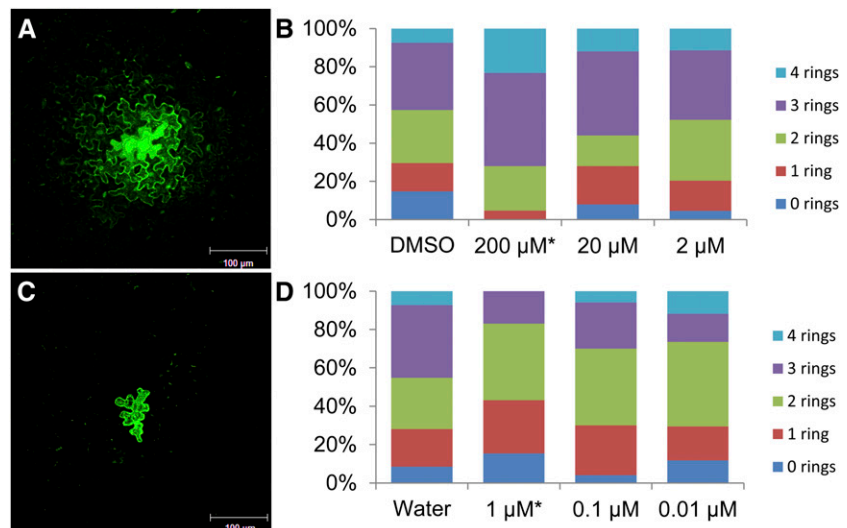 A
100 µm
B
100%
80%
60%
40%
20%
0%
DMSO 200 µM* 20 µM 2 µM
4 rings
3 rings
2 rings
1 ring
0 rings
C
100 µm
D
100%
80%
60%
40%
20%
0%
Water 1 µM* 0.1 µM 0.01 µM
4 rings
3 rings
2 rings
1 ring
0 rings